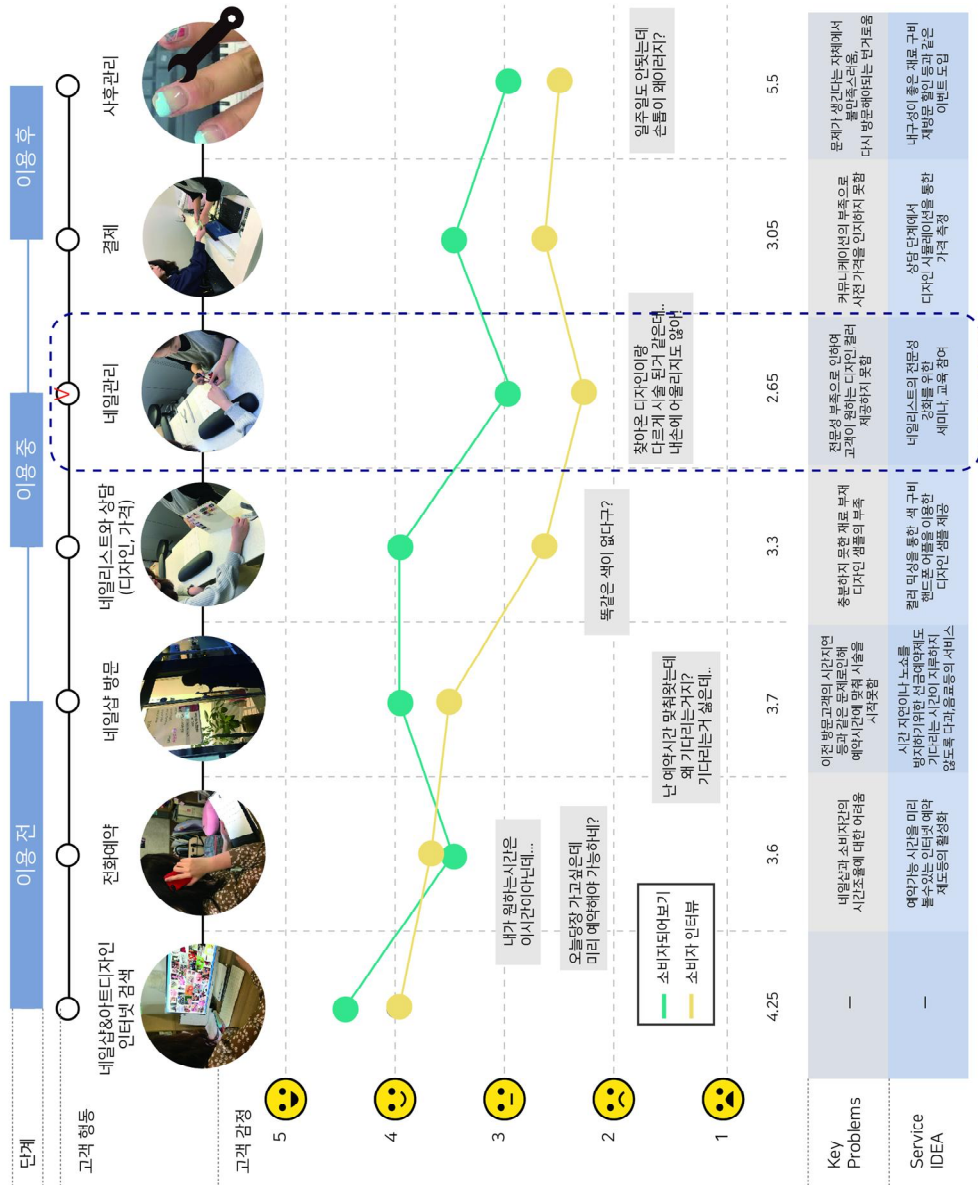 단계
이용 전
이용 중
이용 후
고객 행동
네일샵&아트디자인
인터넷 검색
전화예약
네일샵 방문
네일리스트와 상담
(디자인, 가격)
V
네일관리
결제
사후관리
고객 감정
5
4
3
2
1
내가 원하는시간은
이시간이아닌데...
오늘당장 가고싶은데
미리 예약해야 가능하네?
난 예약시간 맞춰왔는데
왜 기다리는거지?
기다리는거 싫은데..
똑같은 색이 없다구?
찾아온 디자인이랑
다르게 시술 된거 같은데..
내손에 어울리지도 않아!
일주일도 안됫는데
손톱이 왜이러지?
소비자되어보기
소비자 인터뷰
4.25
3.6
3.7
3.3
2.65
3.05
5.5
Key
Problems
–
네일샵과 소비자간의
시간조율에 대한 어려움
이전 방문고객의 시간지연
등과 같은 문제로인해
예약시간에 맞춰 시술을
시작못함
충분하지 못한 재료 부재
디자인 샘플의 부족
전문성 부족으로 인하여
고객이 원하는 디자인,컬러
제공하지 못함
커뮤니케이션의 부족으로
사전 가격을 인지하지 못함
문제가 생긴다는 자체에서
불만족스러움,
다시 방문해야되는 번거로움
Service
IDEA
–
예약가능 시간을 미리
볼수있는 인터넷 예약
제도등의 활성화
시간 지연이나 노쇼를
방지하기위한 선금예약제도
기다리는 시간이 지루하지
않도록 다과,음료등의 서비스
컬러 믹싱을 통한 색 구비
핸드폰 어플을 이용한
디자인 샘플 제공
네일리스트의 전문성
강화를 위한
세미나, 교육 참여
상담 단계에서
디자인 시뮬레이션을 통한
가격 측정
내구성이 좋은 재료 구비
재방문 할인 등과 같은
이벤트 도입